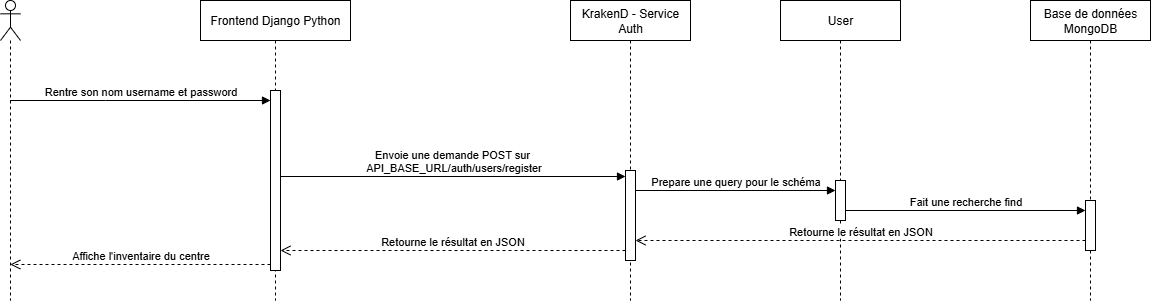 Frontend Django Python
KrakenD - Service
Auth
User
Base de données
MongoDB
Rentre son nom username et password
Envoie une demande POST sur
API_BASE_URL/auth/users/register
Prepare une query pour le schéma
Fait une recherche find
Retourne le résultat en JSON
Retourne le résultat en JSON
Affiche l'inventaire du centre